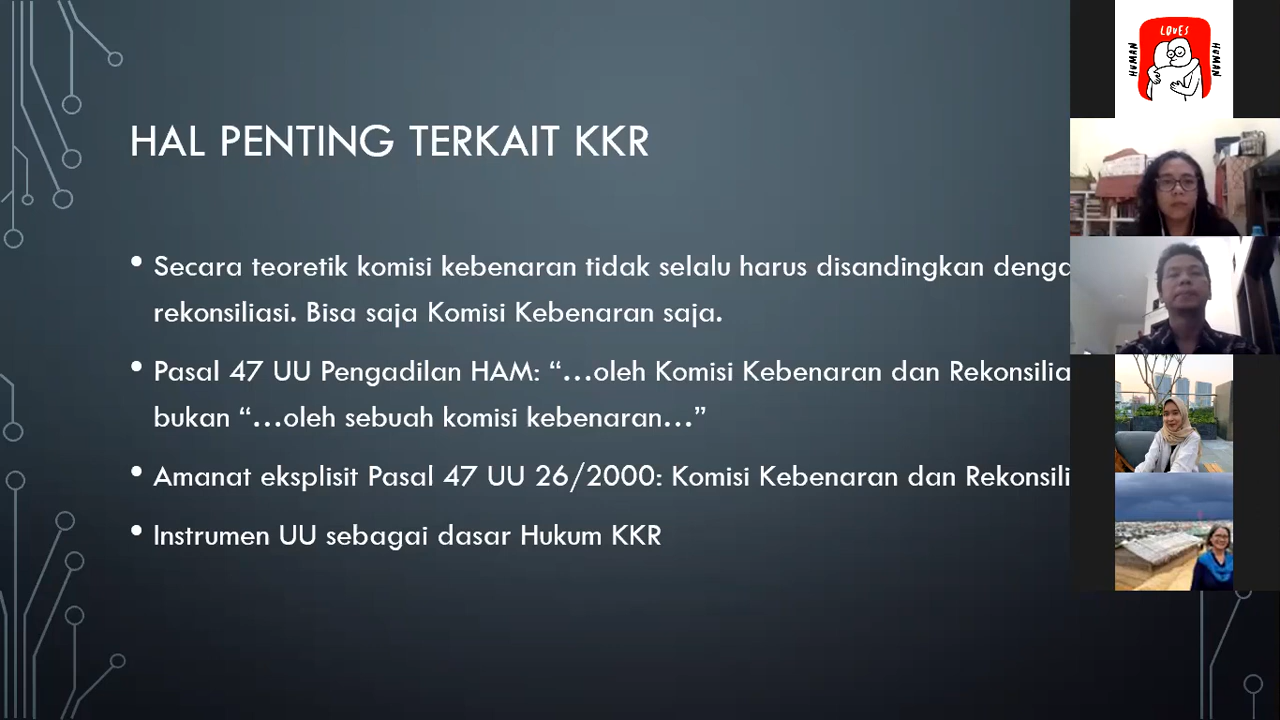 HAL PENTING TERKAIT KKR
• Secara teoretik komisi kebenaran tidak selalu harus disandingkan denga
rekonsiliasi. Bisa saja Komisi Kebenaran saja.
• Pasal 47 UU Pengadilan HAM: “…oleh Komisi Kebenaran dan Rekonsilia
bukan “…oleh sebuah komisi kebenaran…”
• Amanat eksplisit Pasal 47 UU 26/2000: Komisi Kebenaran dan Rekonsili
• Instrumen UU sebagai dasar Hukum KKR
HUMAN
LOVES
HUMAN